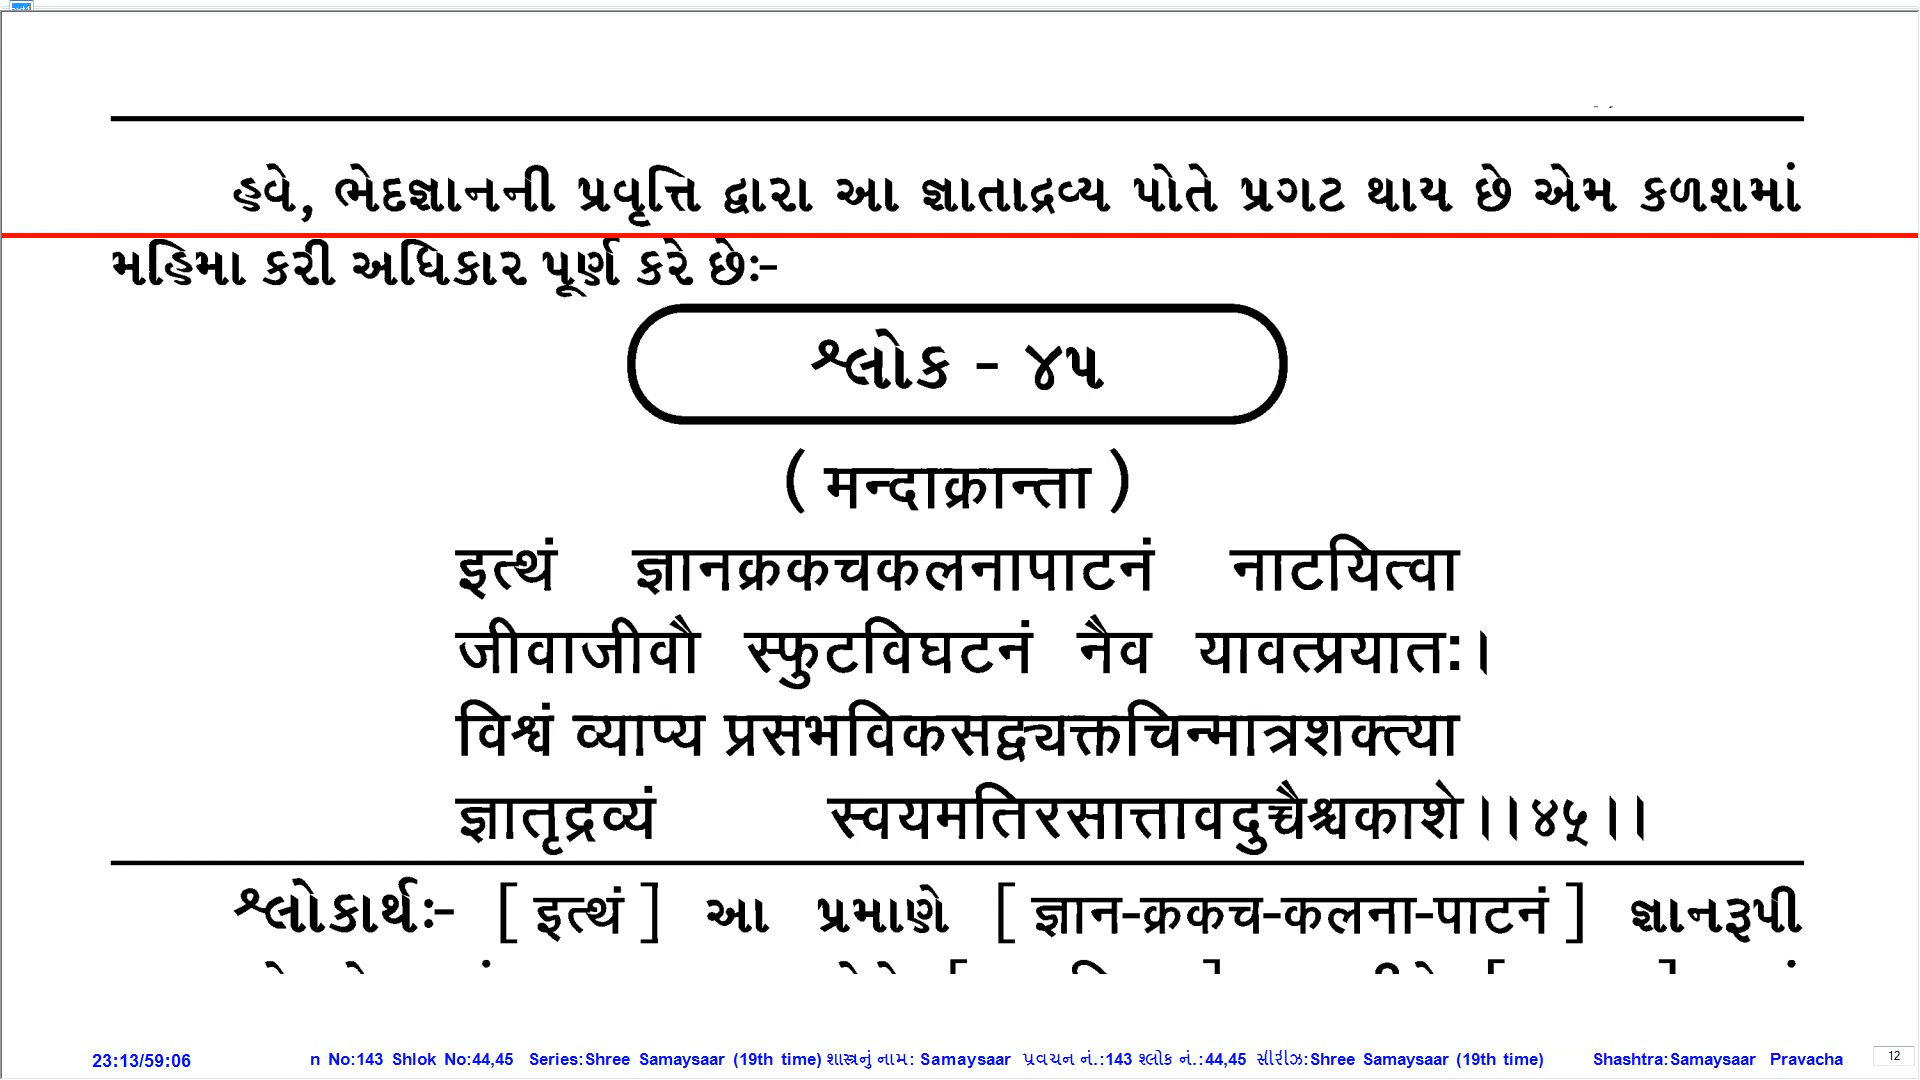 હવે, ભેદજ્ઞાનની પ્રવૃત્તિ દ્વારા આ જ્ઞાતાદ્રવ્ય પોતે પ્રગટ થાય છે એમ કળશમાં
મહિમા કરી અધિકાર પૂર્ણ કરે છેઃ-
શ્લોક - ૪૫
( मन्दाक्रान्ता )
इत्थं ज्ञानक्रकचकलनापाटनं नाटयित्वा
जीवाजीवौ स्फुटविघटनं नैव यावत्प्रयातः।
विश्वं व्याप्य प्रसभविकसद्व्यक्तचिन्मात्रशक्त्या
ज्ञातृद्रव्यं स्वयमतिरसात्तावदुच्चैश्चकाशे।।४५।।
શ્લોકાર્થઃ- [ इत्थं ] આ પ્રમાણે [ ज्ञान-क्रकच-कलना-पाटनं ] જ્ઞાનરૂપી
23:13/59:06 n No:143 Shlok No:44,45 Series:Shree Samaysaar (19th time) શાસ્ત્રનું નામ: Samaysaar પ્રવચન નં.:143 શ્લોક નં.:44,45 સીરીઝ:Shree Samaysaar (19th time) Shashtra:Samaysaar Pravacha 12